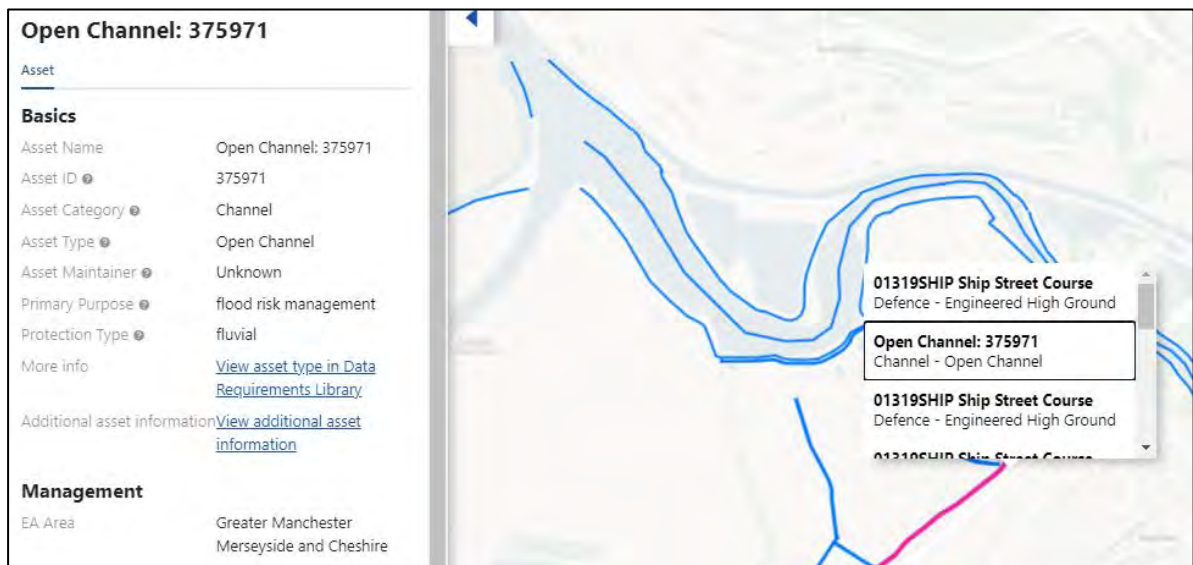 Open Channel: 375971
Asset
Basics
Asset Name Open Channel: 375971
Asset ID 375971
Asset Category Channel
Asset Type Open Channel
Asset Maintainer Unknown
Primary Purpose flood risk management
Protection Type fluvial
More info View asset type in Data
Requirements Library
Additional asset information View additional asset
information
Management
EA Area Greater Manchester
Merseyside and Cheshire
01319SHIP Ship Street Course
Defence - Engineered High Ground
Open Channel: 375971
Channel - Open Channel
01319SHIP Ship Street Course
Defence - Engineered High Ground
01319SHIP Ship Street Course